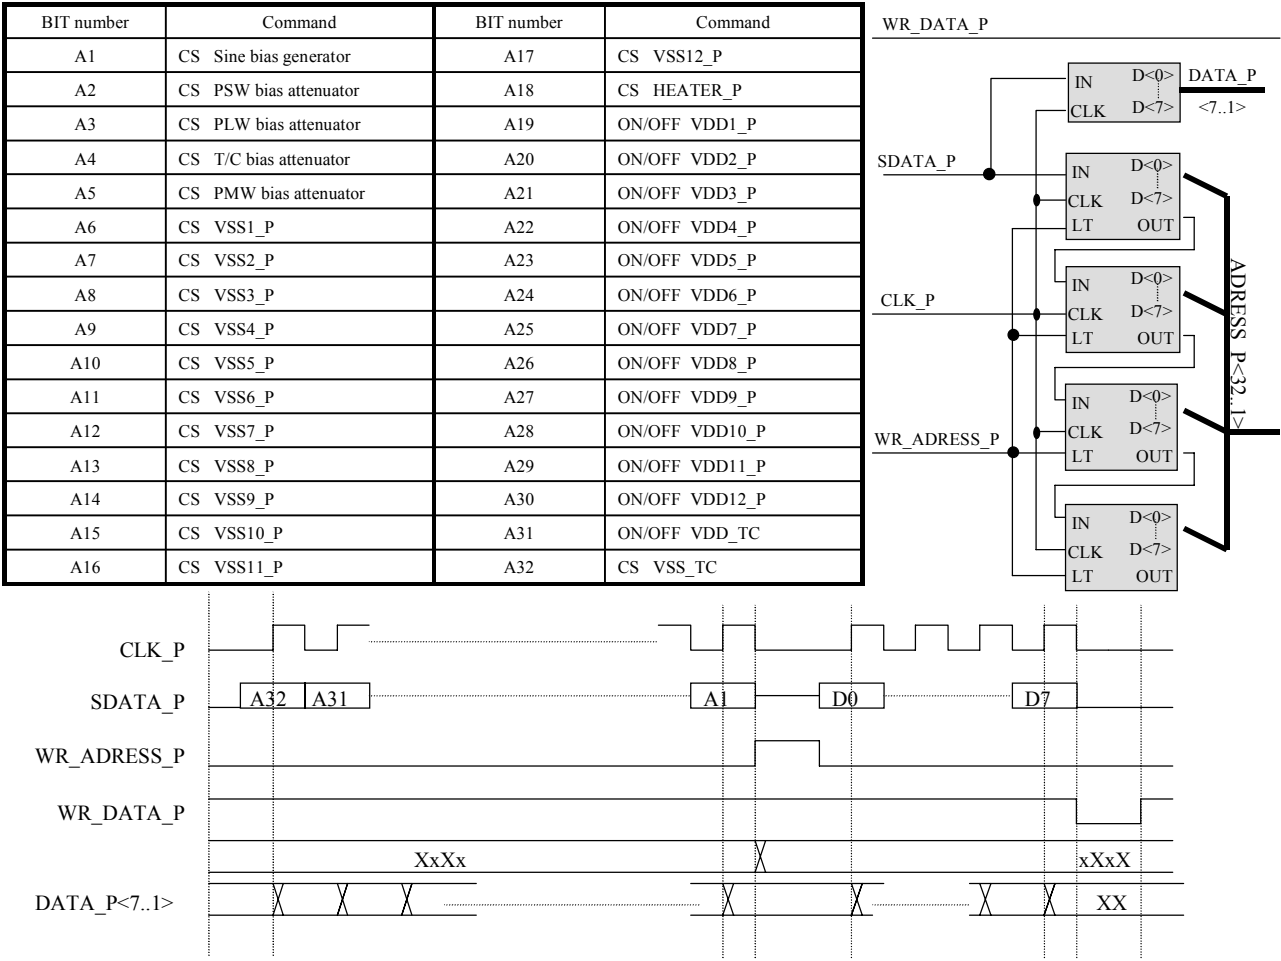 BIT number Command BIT number Command
A1 CS Sine bias generator A17 CS VSS12_P
A2 CS PSW bias attenuator A18 CS HEATER_P
A3 CS PLW bias attenuator A19 ON/OFF VDD1_P
A4 CS T/C bias attenuator A20 ON/OFF VDD2_P
A5 CS PMW bias attenuator A21 ON/OFF VDD3_P
A6 CS VSS1_P A22 ON/OFF VDD4_P
A7 CS VSS2_P A23 ON/OFF VDD5_P
A8 CS VSS3_P A24 ON/OFF VDD6_P
A9 CS VSS4_P A25 ON/OFF VDD7_P
A10 CS VSS5_P A26 ON/OFF VDD8_P
A11 CS VSS6_P A27 ON/OFF VDD9_P
A12 CS VSS7_P A28 ON/OFF VDD10_P
A13 CS VSS8_P A29 ON/OFF VDD11_P
A14 CS VSS9_P A30 ON/OFF VDD12_P
A15 CS VSS10_P A31 ON/OFF VDD_TC
A16 CS VSS11_P A32 CS VSS_TC
WR_DATA_P
IN D<0> DATA_P
CLK D<7> <7..1>
SDATA_P
IN D<0>
CLK D<7>
LT OUT
CLK_P
IN D<0>
CLK D<7>
LT OUT
ADRESS_P<32..1>
WR_ADRESS_P
IN D<0>
CLK D<7>
LT OUT
IN D<0>
CLK D<7>
LT OUT
CLK_P
SDATA_P A32 A31 A1 D0 D7
WR_ADRESS_P
WR_DATA_P
XxXx xXxX
DATA_P<7..1> XX